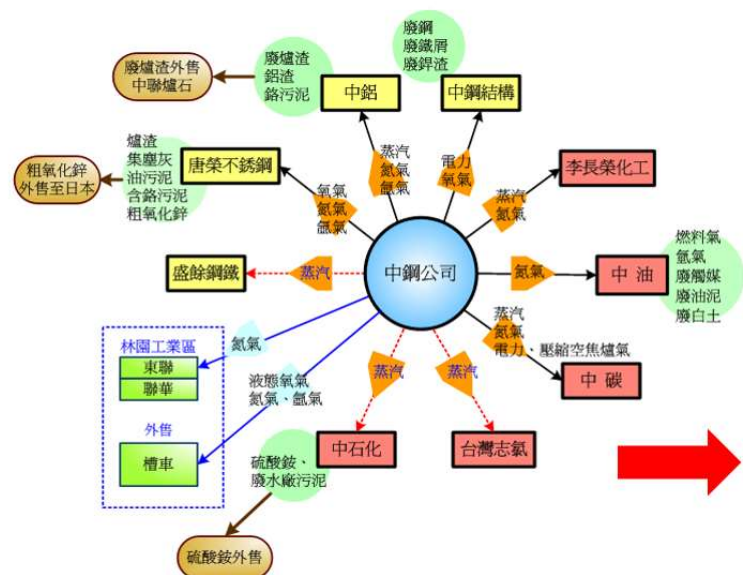 廢爐渣外售
中聯爐石
廢爐渣
鋁渣
鉻污泥
中鋁
廢鋼
廢鐵屑
廢銲渣
中鋼結構
粗氧化鋅
外售至日本
爐渣
集塵灰
油污泥
含鉻污泥
粗氧化鋅
唐榮不銹鋼
氧氣
氮氣
氬氣
蒸汽
氮氣
氬氣
電力
氧氣
蒸汽
氮氣
李長榮化工
盛餘鋼鐵
蒸汽
中鋼公司
氮氣
中 油
燃料氣
氫氣
廢觸媒
廢油泥
廢白土
林園工業區
東聯
聯華
氮氣
外售
槽車
液態氧氣
氮氣、氬氣
蒸汽
中石化
蒸汽
台灣志氯
蒸汽
氮氣
電力、壓縮空焦爐氣
中 碳
硫酸銨、
廢水廠污泥
硫酸銨外售